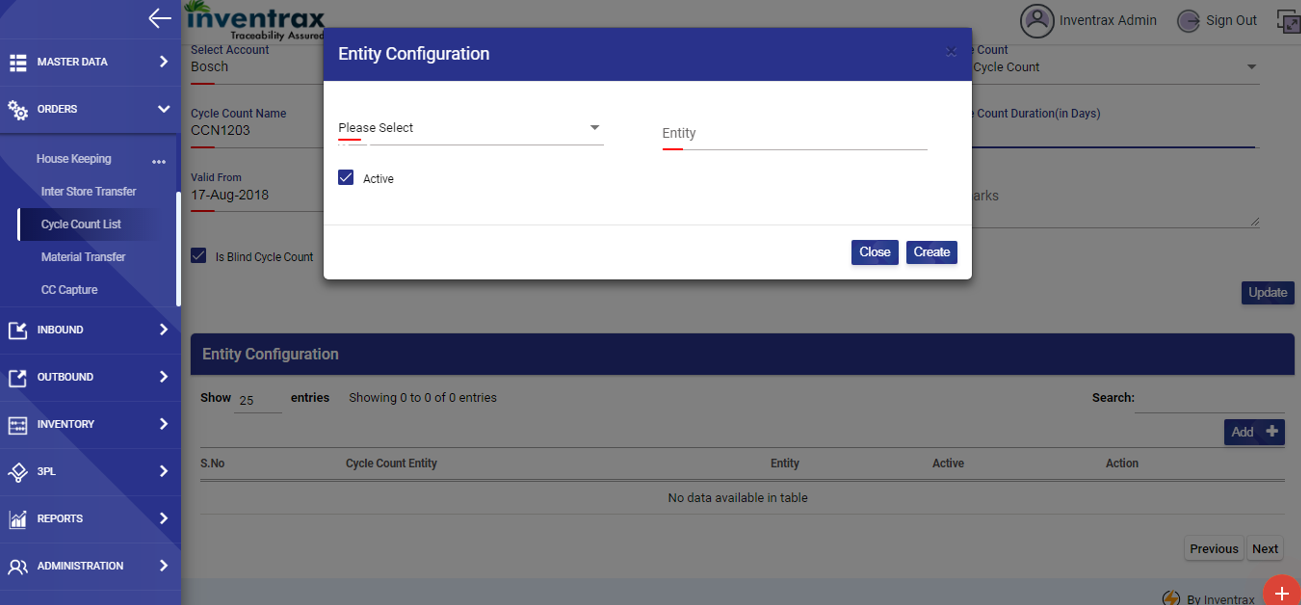 inventrax
Traceability Assured
Inventrax Admin
Sign Out
MASTER DATA
ORDERS
House Keeping
...
Inter Store Transfer
Cycle Count List
Material Transfer
CC Capture
INBOUND
OUTBOUND
INVENTORY
3PL
REPORTS
ADMINISTRATION
Select Account
Bosch
Count
Cycle Count
Cycle Count Name
CCN1203
Count Duration(in Days)
Valid From
17-Aug-2018
arks
Is Blind Cycle Count
Entity Configuration
×
Please Select
Entity
Active
Close Create
Update
Entity Configuration
Show 25 entries Showing 0 to 0 of 0 entries Search:
Add +
S.No Cycle Count Entity Entity Active Action
No data available in table
Previous Next
By Inventrax
+